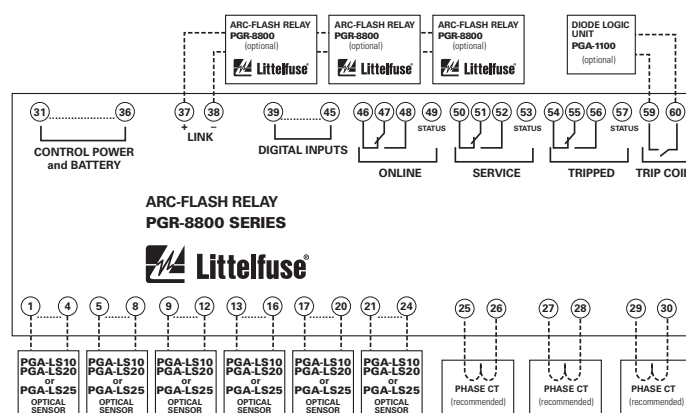 ARC-FLASH RELAY
PGR-8800
(optional)
Littelfuse®
ARC-FLASH RELAY
PGR-8800
(optional)
Littelfuse®
ARC-FLASH RELAY
PGR-8800
(optional)
Littelfuse®
DIODE LOGIC
UNIT
PGA-1100
(optional)
31 36 37 38 39 45 46 47 48 49 50 51 52 53 54 55 56 57 59 60
+ –
LINK
CONTROL POWER
and BATTERY
DIGITAL INPUTS
STATUS
ONLINE
STATUS
SERVICE
STATUS
TRIPPED
TRIP COIL
ARC-FLASH RELAY
PGR-8800 SERIES
Littelfuse®
1 4 5 8 9 12 13 16 17 20 21 24 25 26 27 28 29 30
PGA-LS10
PGA-LS20
or
PGA-LS25
OPTICAL
SENSOR
PGA-LS10
PGA-LS20
or
PGA-LS25
OPTICAL
SENSOR
PGA-LS10
PGA-LS20
or
PGA-LS25
OPTICAL
SENSOR
PGA-LS10
PGA-LS20
or
PGA-LS25
OPTICAL
SENSOR
PGA-LS10
PGA-LS20
or
PGA-LS25
OPTICAL
SENSOR
PGA-LS10
PGA-LS20
or
PGA-LS25
OPTICAL
SENSOR
PHASE CT
(recommended)
PHASE CT
(recommended)
PHASE CT
(recommended)